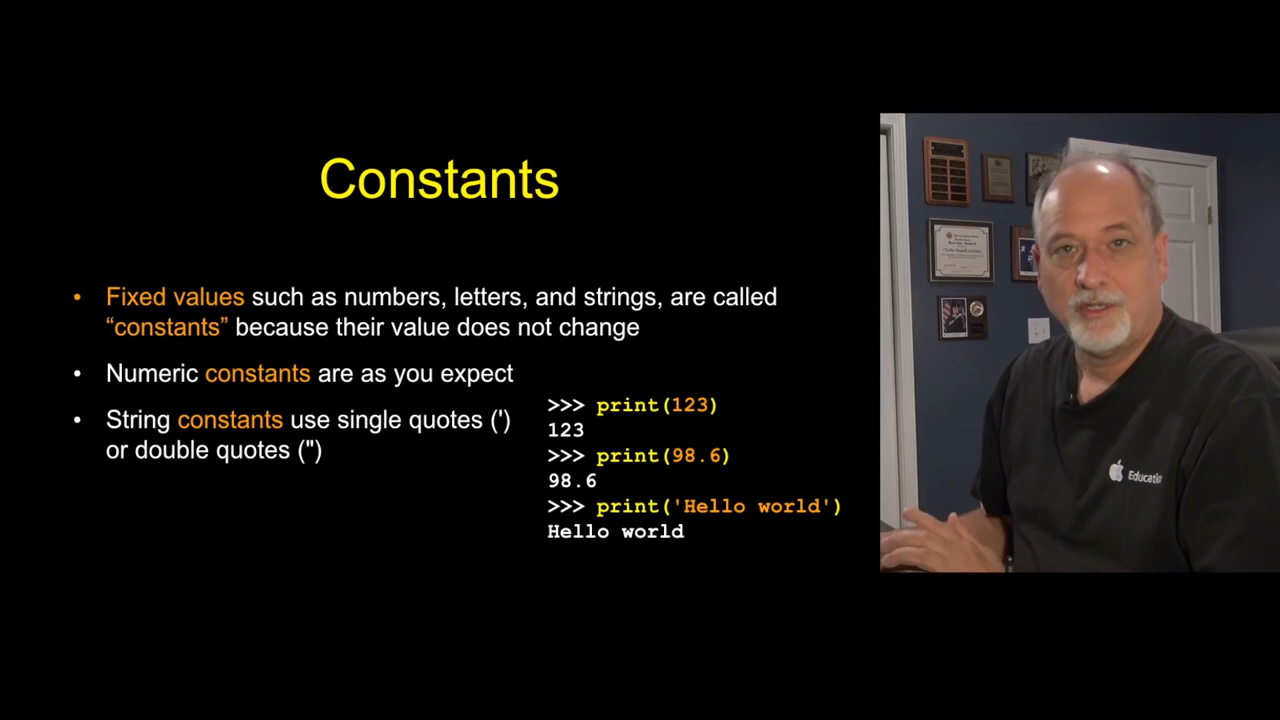 Constants
• Fixed values such as numbers, letters, and strings, are called
“constants” because their value does not change
• Numeric constants are as you expect
• String constants use single quotes (')
or double quotes (")
>>> print(123)
123
>>> print(98.6)
98.6
>>> print('Hello world')
Hello world